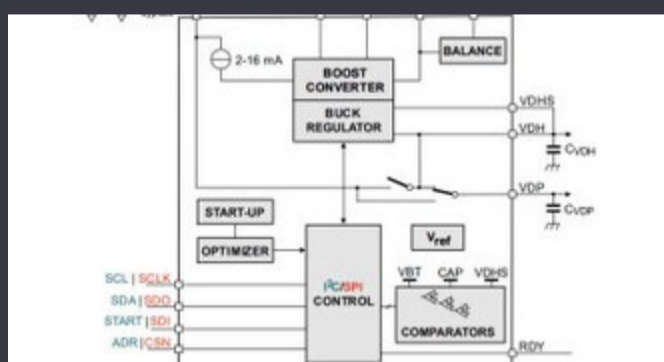 2-16 mA
BALANCE
BOOST
CONVERTER
BUCK
REGULATOR
VDHS
VDH
CVDH
VDP
CVDP
START-UP
OPTIMIZER
Vref
I²C/SPI
CONTROL
VBT CAP VDHS
COMPARATORS
SCL | SCLK
SDA | SDO
START | SDI
ADR | CSN
RDY